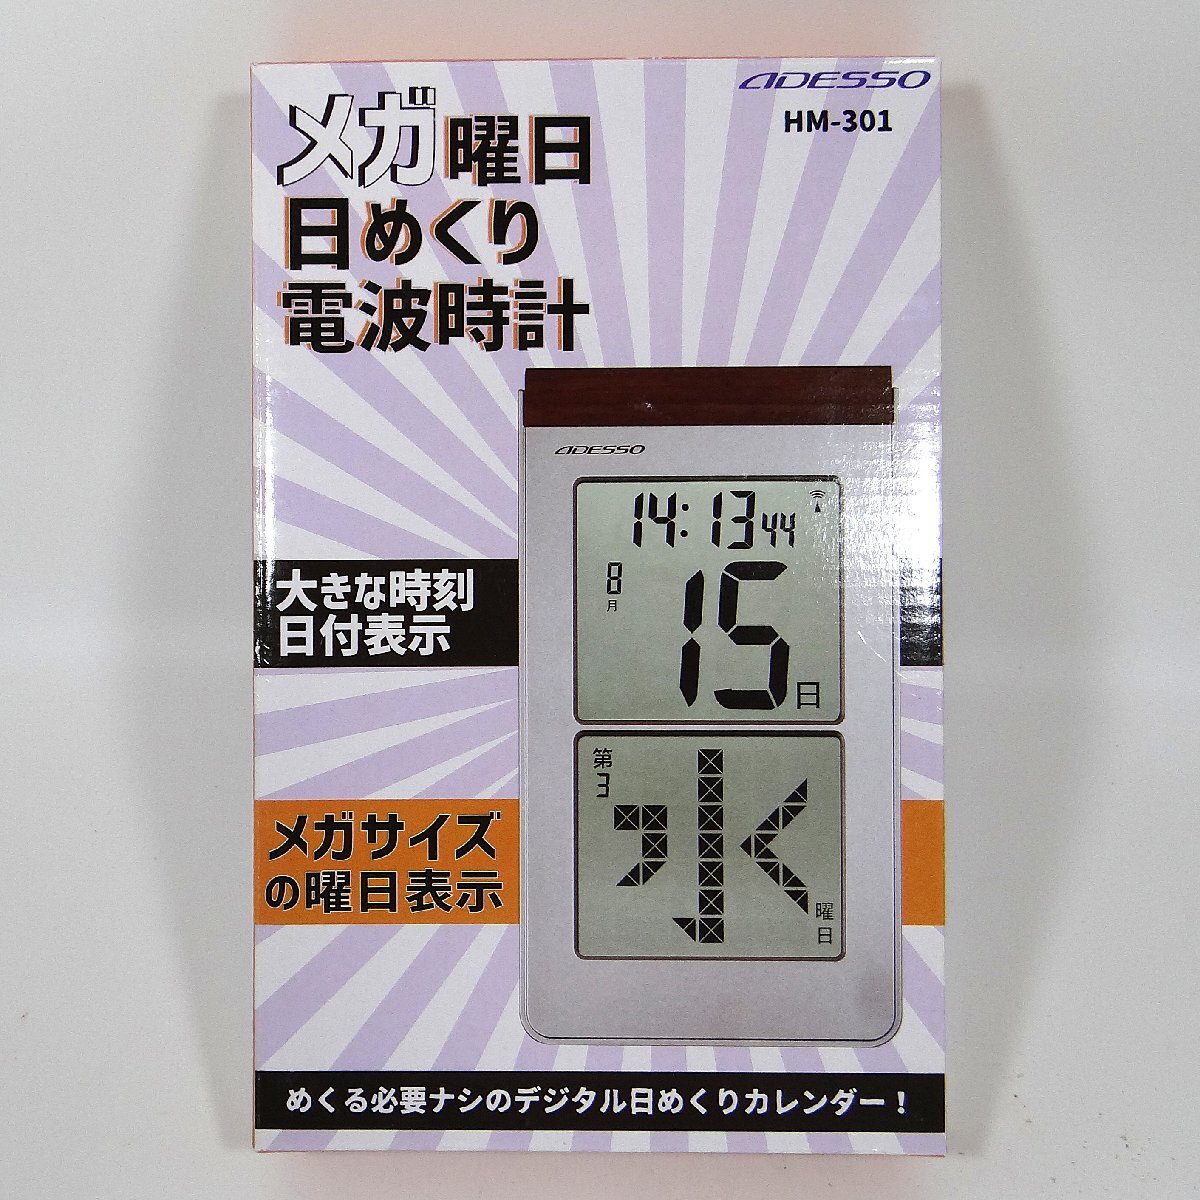 ADESSO
HM-301
メガ曜日
日めくり
電波時計
ADESSO
14:13 44
8
月
15日
大きな時刻
日付表示
第
3
水
曜
日
メガサイズ
の曜日表示
めくる必要ナシのデジタル日めくりカレンダー！